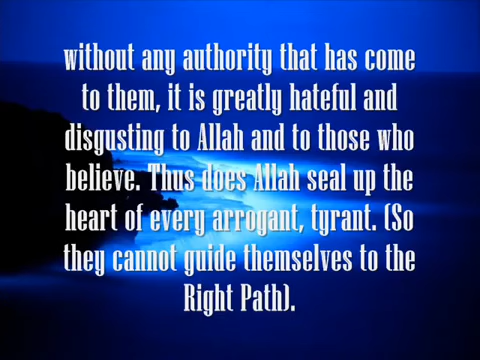 without any authority that has come
to them, it is greatly hateful and
disgusting to Allah and to those who
believe. Thus does Allah seal up the
heart of every arrogant, tyrant. (So
they cannot guide themselves to the
Right Path).